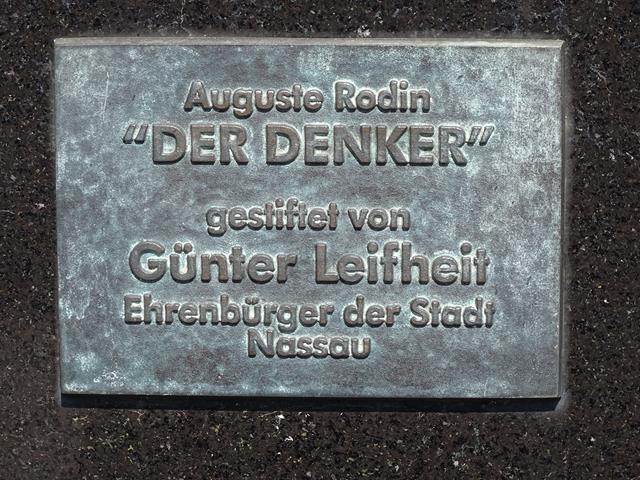 Auguste Rodin
"DER DENKER"
gestiftet von
Günter Leifheit
Ehrenbürger der Stadt
Nassau